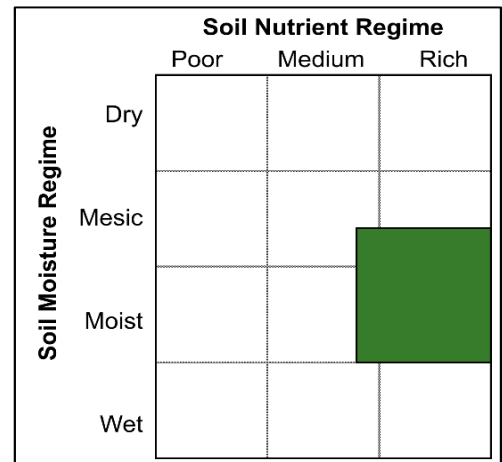 Soil Nutrient Regime
Poor Medium Rich
Soil Moisture Regime
Dry
Mesic
Moist
Wet